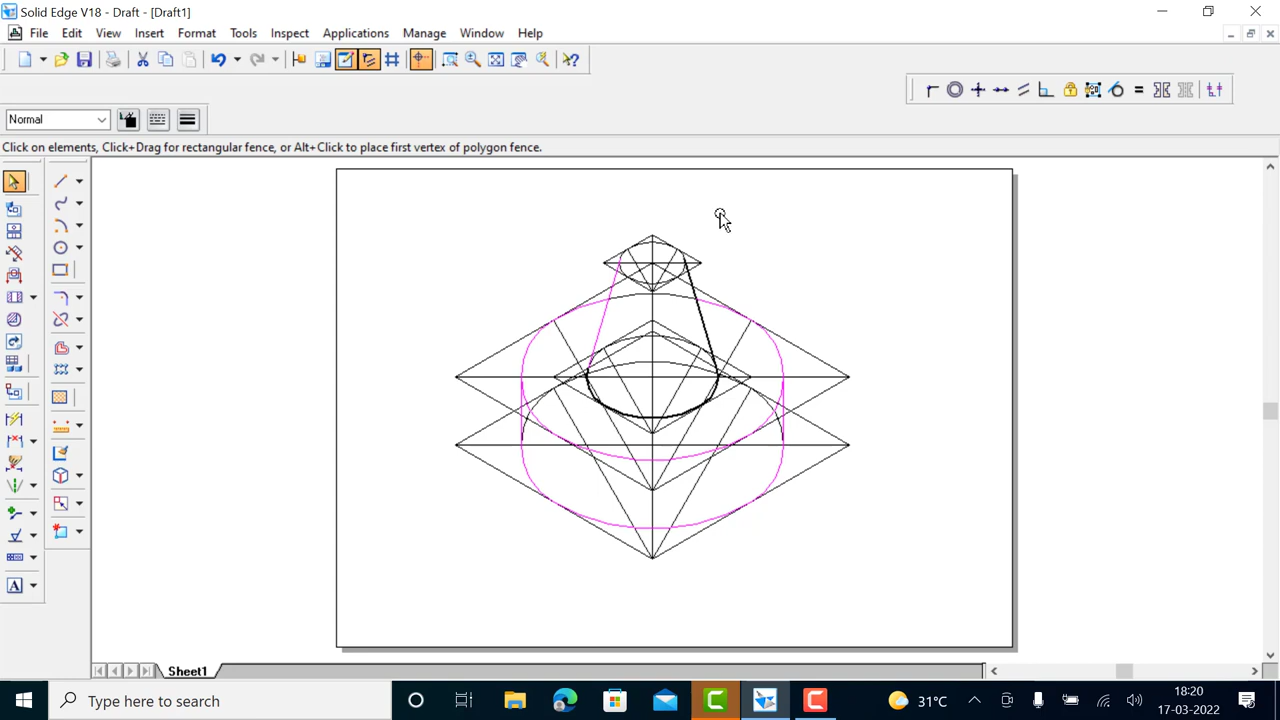 Solid Edge V18 - Draft - [Draft1]
File Edit View Insert Format Tools Inspect Applications Manage Window Help
Normal
Click on elements, Click+Drag for rectangular fence, or Alt+Click to place first vertex of polygon fence.
Sheet1
Type here to search
31°C
18:20
17-03-2022